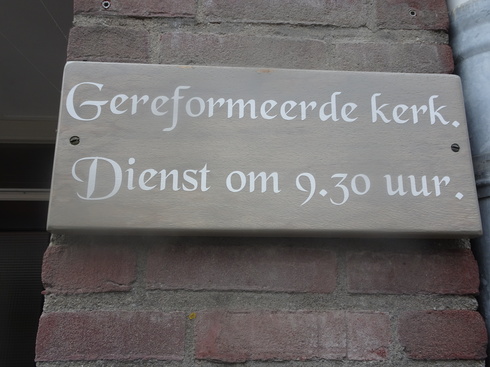 Gereformeerde kerk.
Dienst om 9.30 uur.